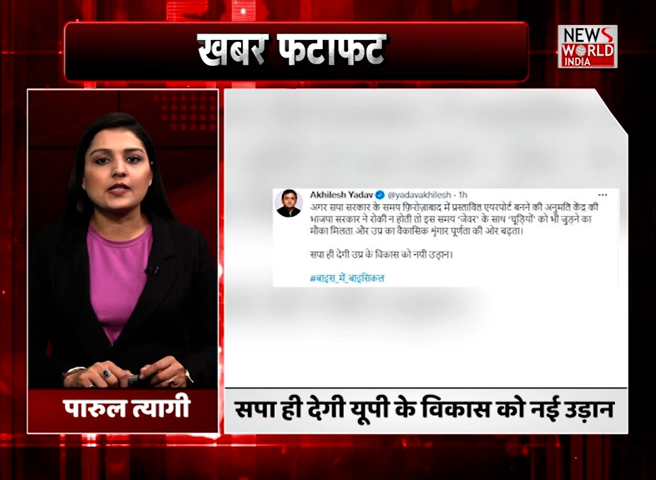 खबर फटाफट
NEWS
WORLD
INDIA
Akhilesh Yadav @yadavakhilesh · 1h
अगर सपा सरकार के समय फ़िरोज़ाबाद में प्रस्तावित एयरपोर्ट बनने की अनुमति केंद्र की
भाजपा सरकार ने रोकी न होती तो इस समय ‘जेवर’ के साथ ‘चूड़ियों’ को भी जुड़ने का
मौका मिलता और उप्र का वैकासिक शृंगार पूर्णता की ओर बढ़ता।
सपा ही देगी उप्र के विकास को नयी उड़ान।
#बाइस_में_बाइसिकल
पारुल त्यागी
सपा ही देगी यूपी के विकास को नई उड़ान